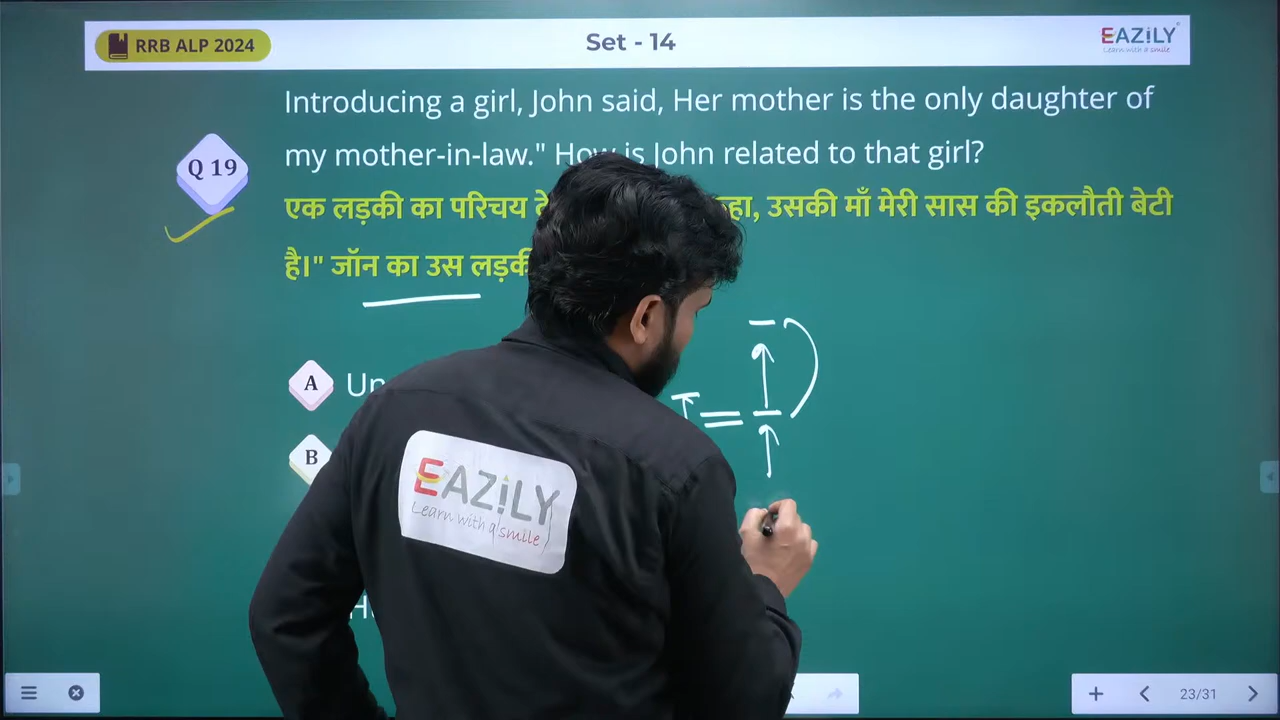 RRB ALP 2024
Set - 14
EAZiLY
Learn with a smile
Introducing a girl, John said, Her mother is the only daughter of
Q 19
my mother-in-law." How is John related to that girl?
एक लड़की का परिचय उसकी माँ मेरी सास की इकलौती बेटी
है।" जॉन का उस
A
B
J
EAZiLY
Learn with a smile
23/31